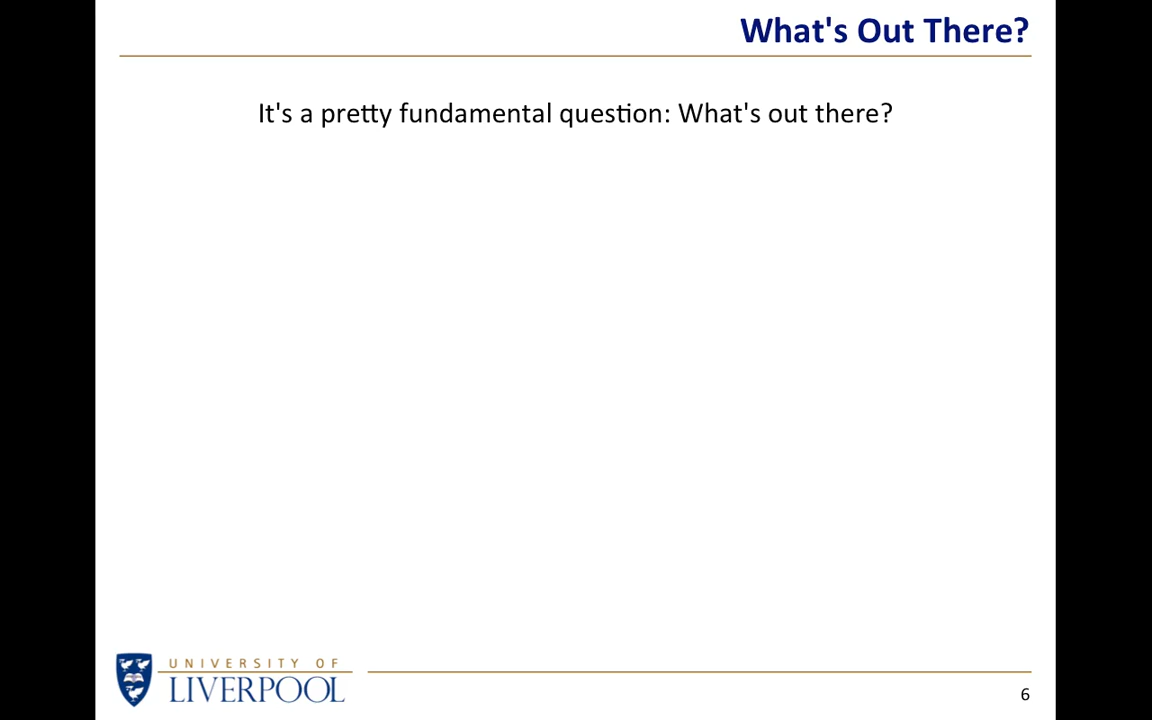 What's Out There?
It's a pretty fundamental question: What's out there?
UNIVERSITY OF
LIVERPOOL
6